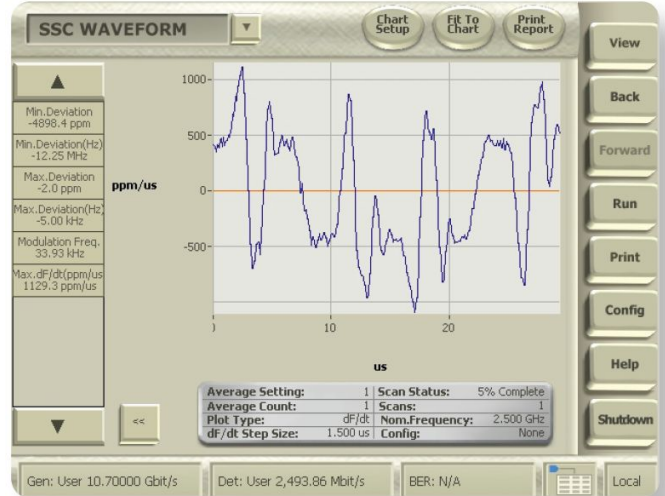 SSC WAVEFORM
Chart Setup
Fit To Chart
Print Report
View
Back
Forward
Run
Print
Config
Help
Shutdown
Min.Deviation
-4898.4 ppm
Min.Deviation(Hz)
-12.25 MHz
Max.Deviation
-2.0 ppm
Max.Deviation(Hz)
-5.00 kHz
Modulation Freq.
33.93 kHz
Max.dF/dt(ppm/us
1129.3 ppm/us
<<
ppm/us
1000
500
0
-500
0
10
20
us
Average Setting: 1 Scan Status: 5% Complete
Average Count: 1 Scans: 1
Plot Type: dF/dt Nom.Frequency: 2.500 GHz
dF/dt Step Size: 1.500 us Config: None
Gen: User 10.70000 Gbit/s
Det: User 2,493.86 Mbit/s
BER: N/A
Local